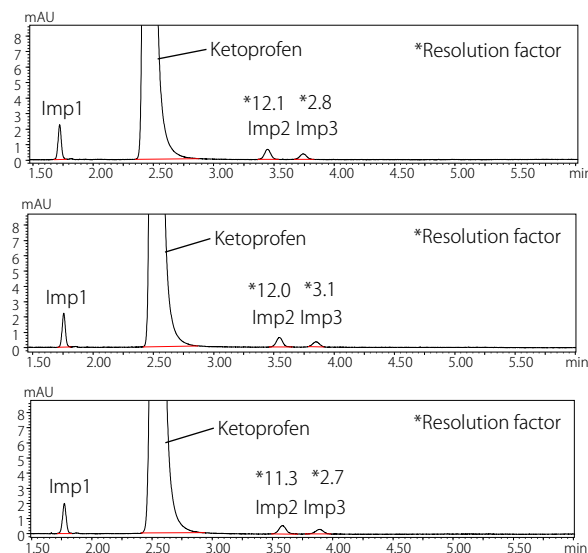 mAU
8
7
6
5
4
3
2
1
0
Ketoprofen
*Resolution factor
Imp1
*12.1 *2.8
Imp2 Imp3
1.50 2.00 2.50 3.00 3.50 4.00 4.50 5.00 5.50 min
mAU
8
7
6
5
4
3
2
1
0
Ketoprofen
*Resolution factor
Imp1
*12.0 *3.1
Imp2 Imp3
1.50 2.00 2.50 3.00 3.50 4.00 4.50 5.00 5.50 min
mAU
8
7
6
5
4
3
2
1
0
Ketoprofen
*Resolution factor
Imp1
*11.3 *2.7
Imp2 Imp3
1.50 2.00 2.50 3.00 3.50 4.00 4.50 5.00 5.50 min